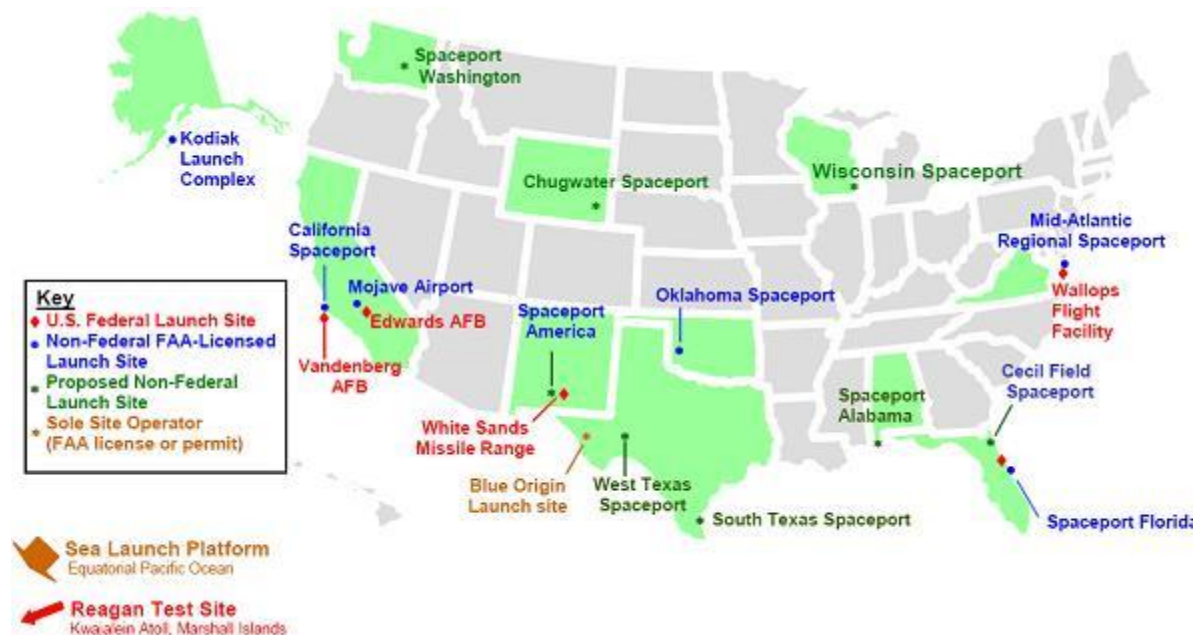 Spaceport
Washington
Kodiak
Launch
Complex
Chugwater Spaceport
Wisconsin Spaceport
California
Spaceport
Mid-Atlantic
Regional Spaceport
Mojave Airport
Edwards AFB
Vandenberg
AFB
Spaceport
America
Oklahoma Spaceport
Wallops
Flight
Facility
Key
U.S. Federal Launch Site
Non-Federal FAA-Licensed
Launch Site
Proposed Non-Federal
Launch Site
Sole Site Operator
(FAA license or permit)
White Sands
Missile Range
Spaceport
Alabama
Cecil Field
Spaceport
Blue Origin
Launch site
West Texas
Spaceport
South Texas Spaceport
Spaceport Florida
Sea Launch Platform
Equatorial Pacific Ocean
Reagan Test Site
Kwajalein Atoll, Marshall Islands